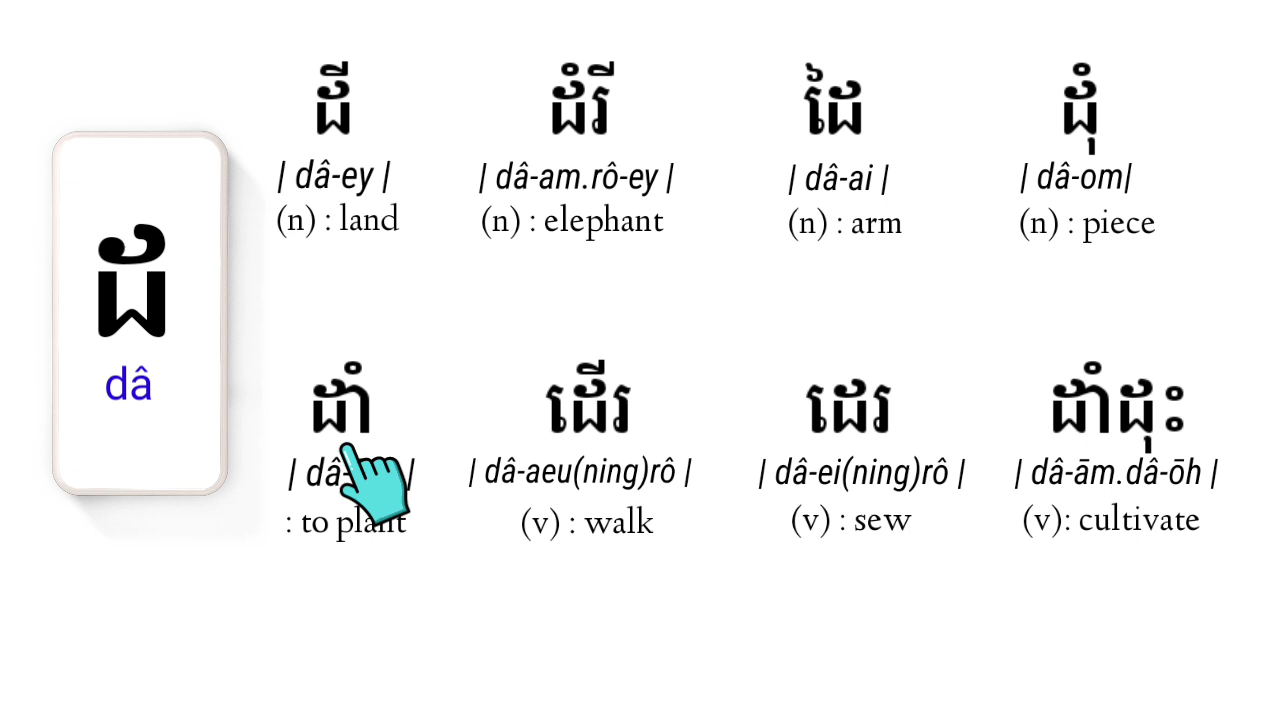 ដ
dâ
ដី
| dâ-ey |
(n) : land
ដំរី
| dâ-am.rô-ey |
(n) : elephant
ដៃ
| dâ-ai |
(n) : arm
ដុំ
| dâ-om|
(n) : piece
ដាំ
: to plant
ដើរ
| dâ-aeu(ning)rô |
(v) : walk
ដេរ
| dâ-ei(ning)rô |
(v) : sew
ដាំដុះ
| dâ-ām.dâ-ōh |
(v): cultivate